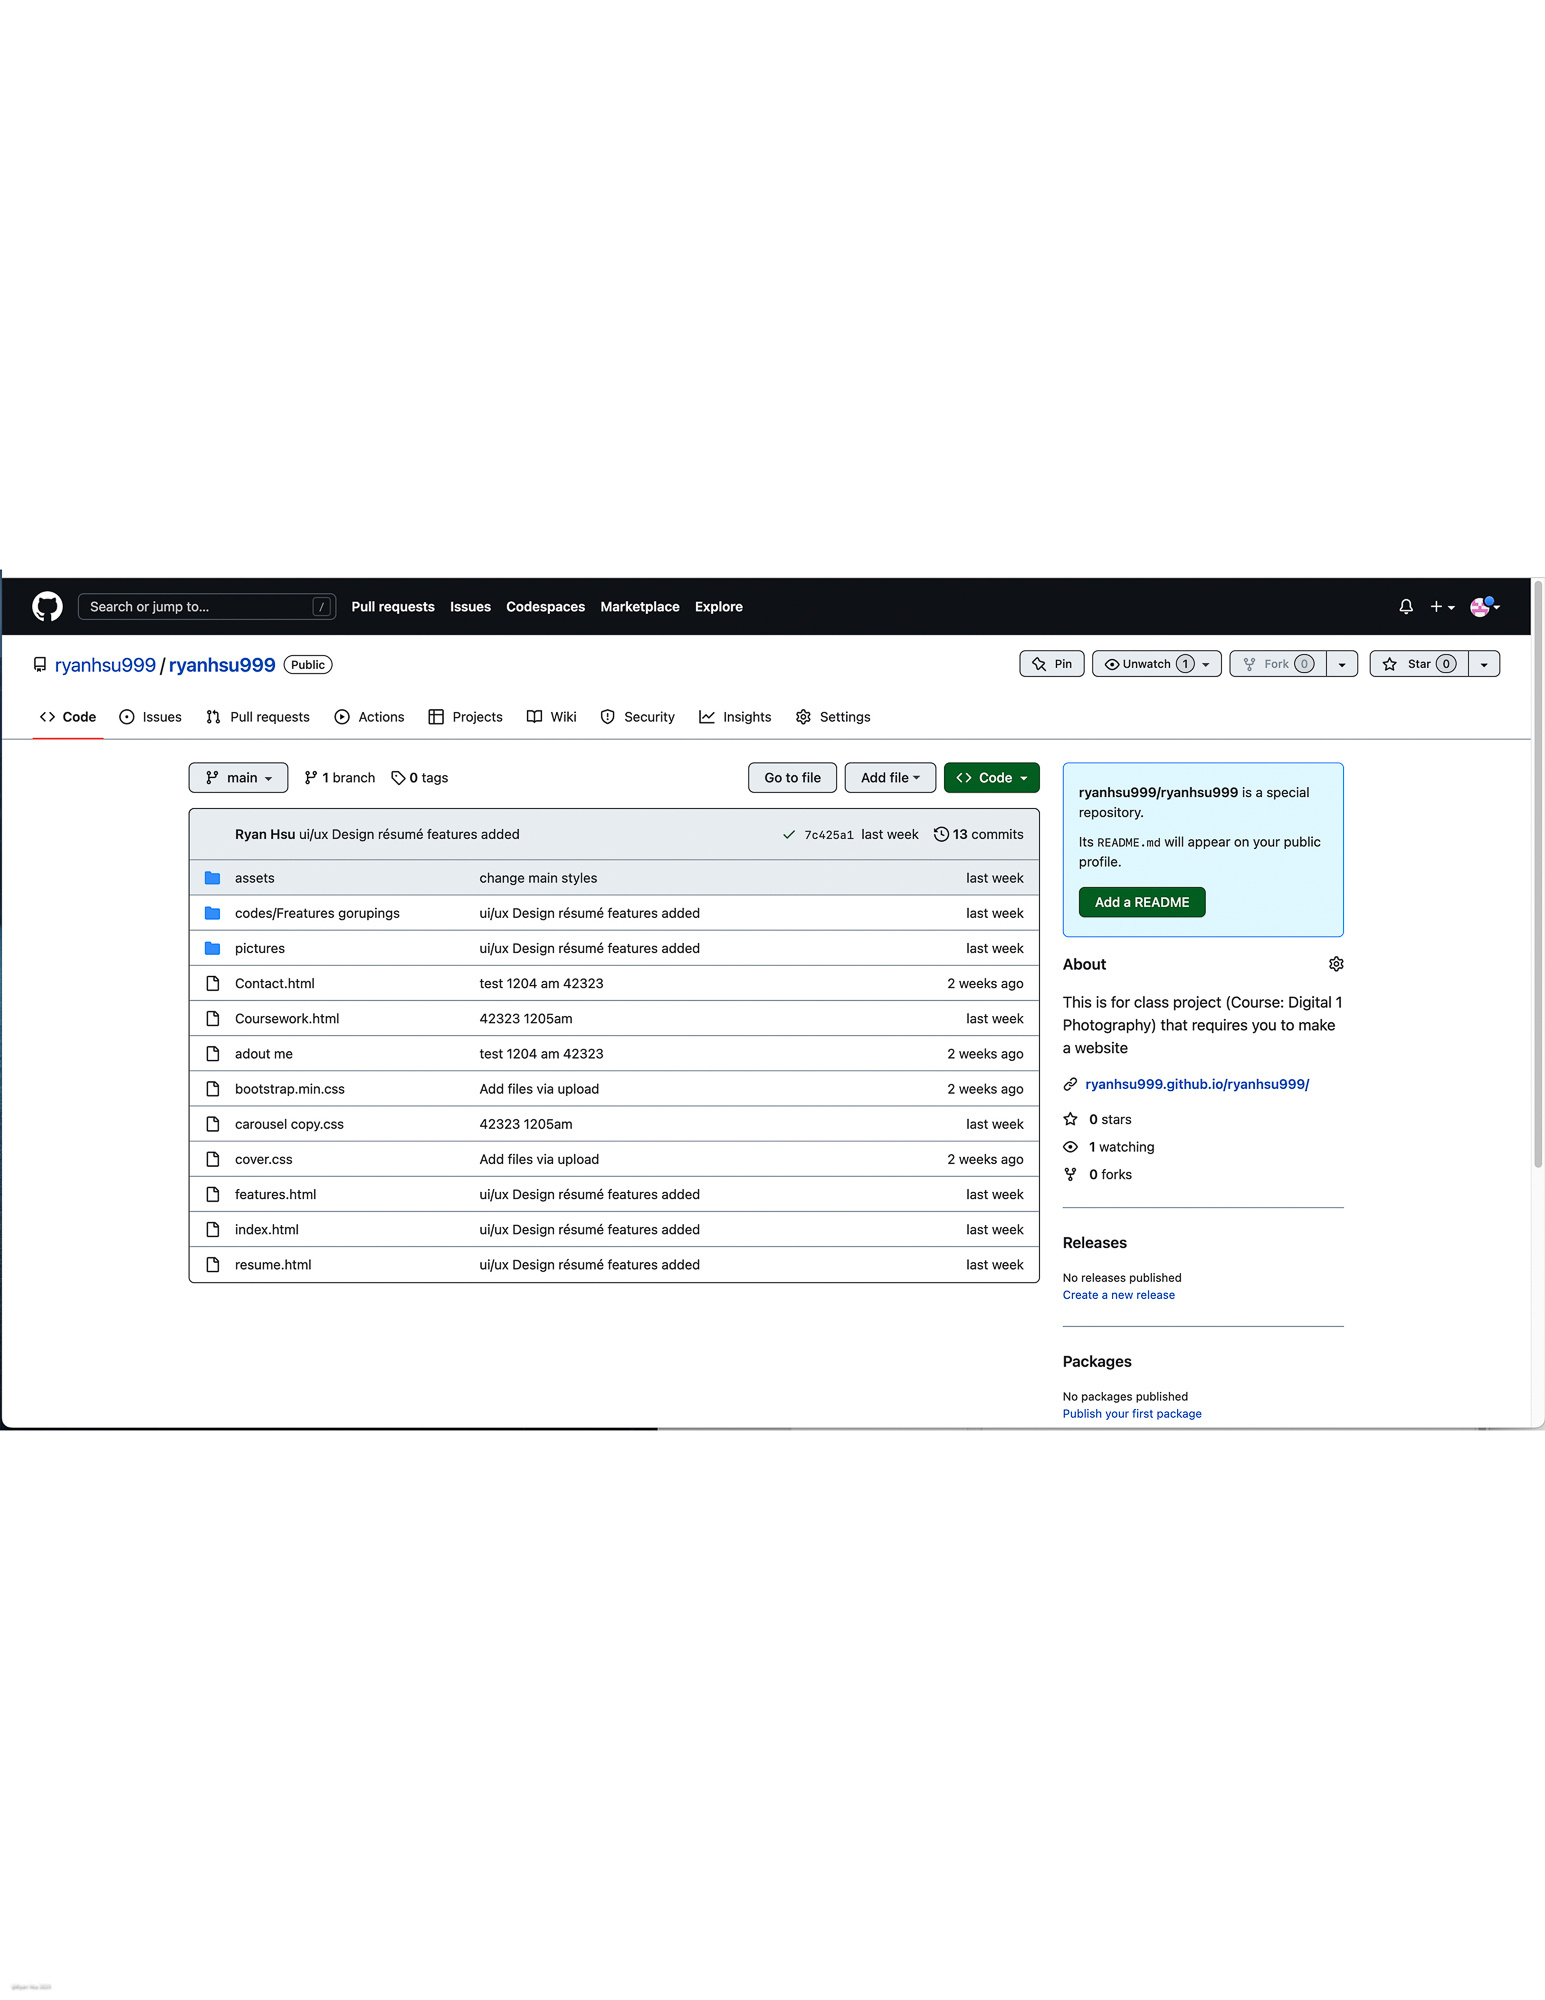 Search or jump to... /
Pull requests Issues Codespaces Marketplace Explore
ryanhsu999 / ryanhsu999 Public
Pin Unwatch 1 Fork 0 Star 0
Code Issues Pull requests Actions Projects Wiki Security Insights Settings
main 1 branch 0 tags Go to file Add file Code
Ryan Hsu ui/ux Design résumé features added 7c425a1 last week 13 commits
assets change main styles last week
codes/Freatures gorupings ui/ux Design résumé features added last week
pictures ui/ux Design résumé features added last week
Contact.html test 1204 am 42323 2 weeks ago
Coursework.html 42323 1205am last week
adout me test 1204 am 42323 2 weeks ago
bootstrap.min.css Add files via upload 2 weeks ago
carousel copy.css 42323 1205am last week
cover.css Add files via upload 2 weeks ago
features.html ui/ux Design résumé features added last week
index.html ui/ux Design résumé features added last week
resume.html ui/ux Design résumé features added last week
ryanhsu999/ryanhsu999 is a special
repository.
Its README.md will appear on your public
profile.
Add a README
About
This is for class project (Course: Digital 1
Photography) that requires you to make
a website
ryanhsu999.github.io/ryanhsu999/
0 stars
1 watching
0 forks
Releases
No releases published
Create a new release
Packages
No packages published
Publish your first package